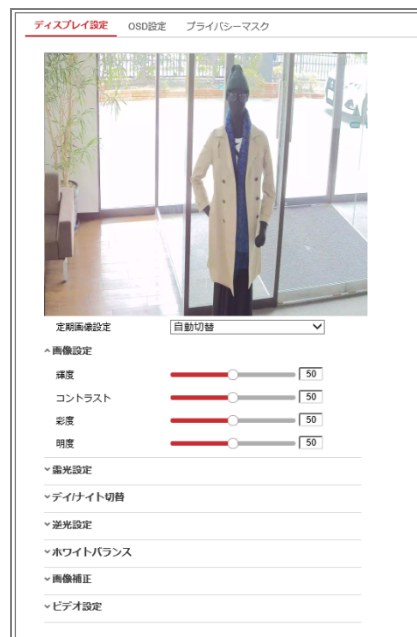 ディスプレイ設定 OSD設定 プライバシーマスク
定期画像設定 自動切替
画像設定
輝度 50
コントラスト 50
彩度 50
明度 50
露光設定
デイ/ナイト切替
逆光設定
ホワイトバランス
画像補正
ビデオ設定